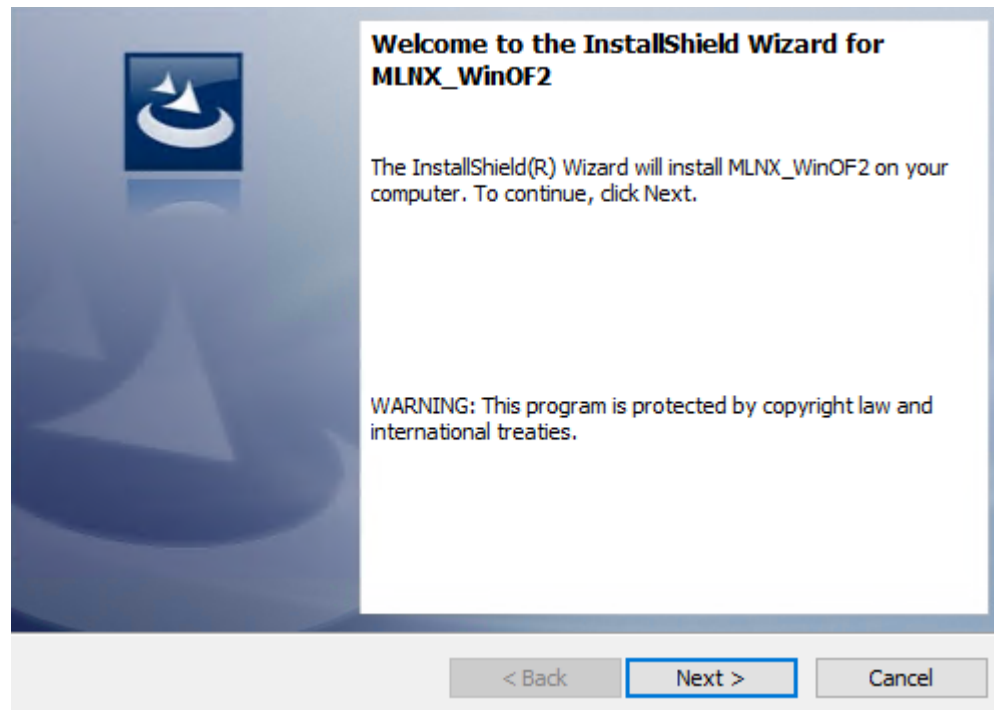 Welcome to the InstallShield Wizard for
MLNX_WinOF2
The InstallShield(R) Wizard will install MLNX_WinOF2 on your
computer. To continue, click Next.
WARNING: This program is protected by copyright law and
international treaties.
< Back
Next >
Cancel